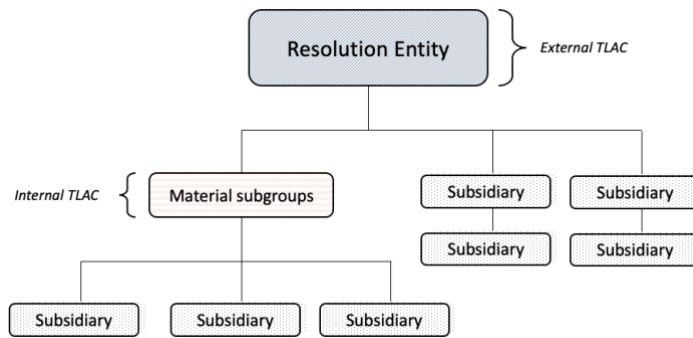 Resolution Entity
External TLAC
Internal TLAC
Material subgroups
Subsidiary
Subsidiary
Subsidiary
Subsidiary
Subsidiary
Subsidiary
Subsidiary